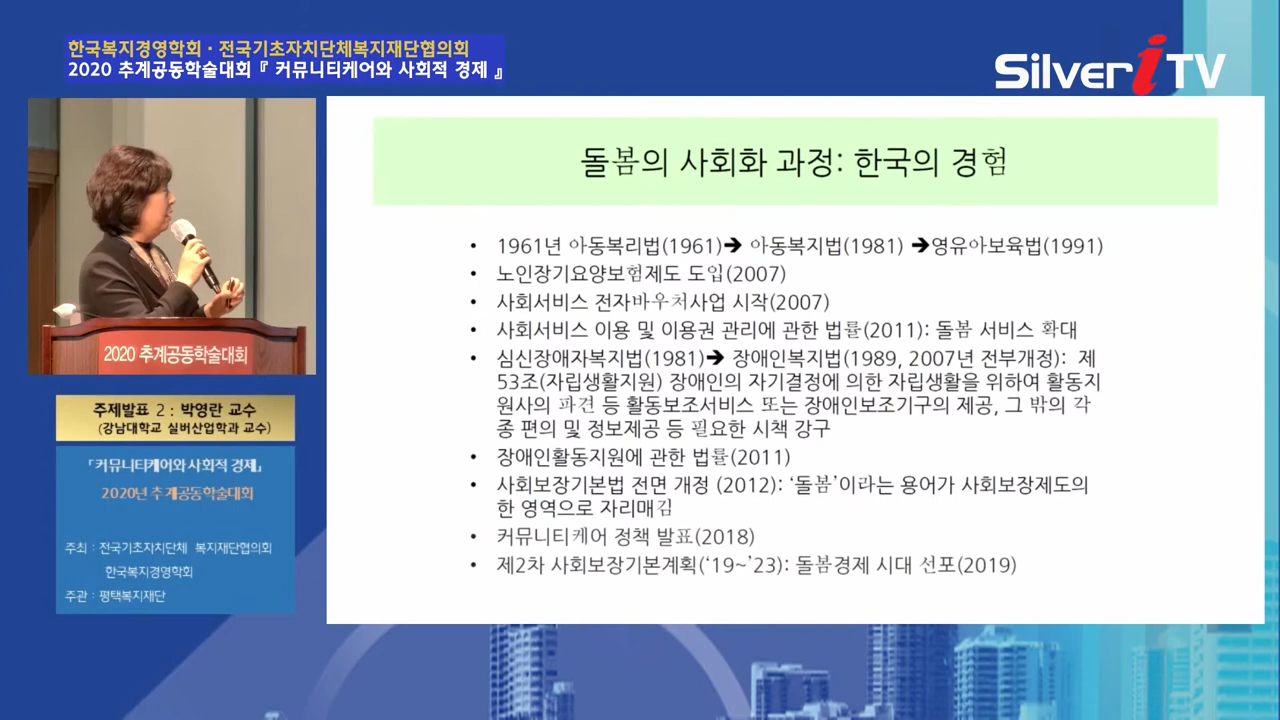 한국복지경영학회 · 전국기초자치단체복지재단협의회
2020 추계공동학술대회『 커뮤니티케어와 사회적 경제 』
Silver i TV
돌봄의 사회화 과정: 한국의 경험
• 1961년 아동복리법(1961)➔ 아동복지법(1981) ➔영유아보육법(1991)
• 노인장기요양보험제도 도입(2007)
• 사회서비스 전자바우처사업 시작(2007)
• 사회서비스 이용 및 이용권 관리에 관한 법률(2011): 돌봄 서비스 확대
• 심신장애자복지법(1981)➔ 장애인복지법(1989, 2007년 전부개정): 제
53조(자립생활지원) 장애인의 자기결정에 의한 자립생활을 위하여 활동지
원사의 파견 등 활동보조서비스 또는 장애인보조기구의 제공, 그 밖의 각
종 편의 및 정보제공 등 필요한 시책 강구
• 장애인활동지원에 관한 법률(2011)
• 사회보장기본법 전면 개정 (2012): ‘돌봄’이라는 용어가 사회보장제도의
한 영역으로 자리매김
• 커뮤니티케어 정책 발표(2018)
• 제2차 사회보장기본계획(‘19~’23): 돌봄경제 시대 선포(2019)
2020 추계공동학술대회
주제발표 2 : 박영란 교수
(강남대학교 실버산업학과 교수)
『커뮤니티케어와 사회적 경제』
2020년 추계공동학술대회
주최 : 전국기초자치단체 복지재단협의회
한국복지경영학회
주관 : 평택복지재단